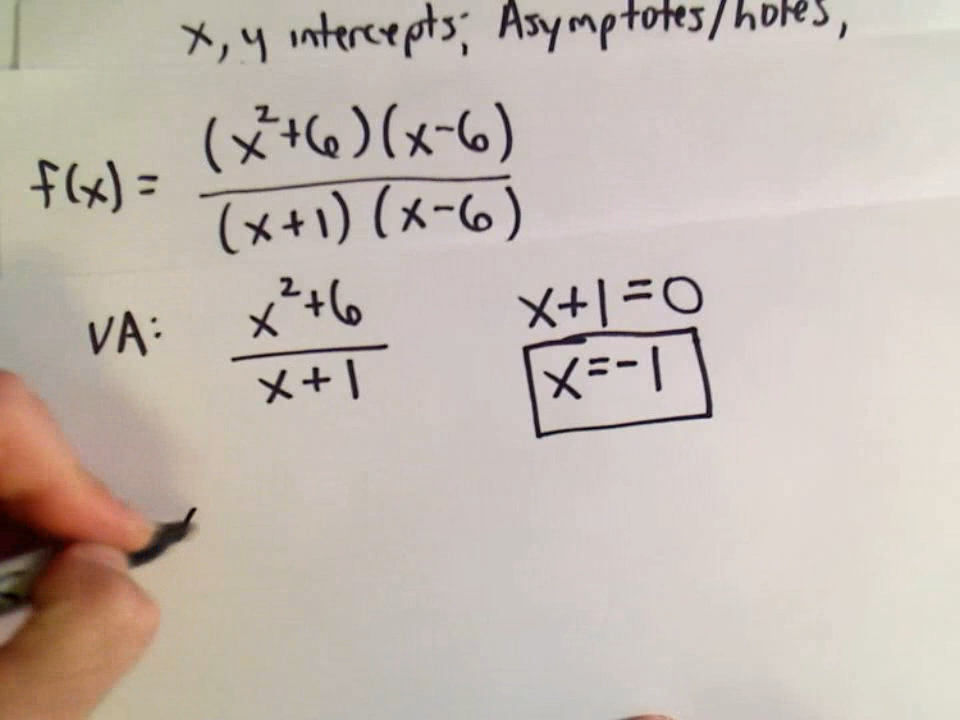 x, y intercepts; Asymptotes/holes,
f(x) = (x²+6)(x-6)
(x+1)(x-6)
VA: x²+6 x+1=0
x+1 x=-1